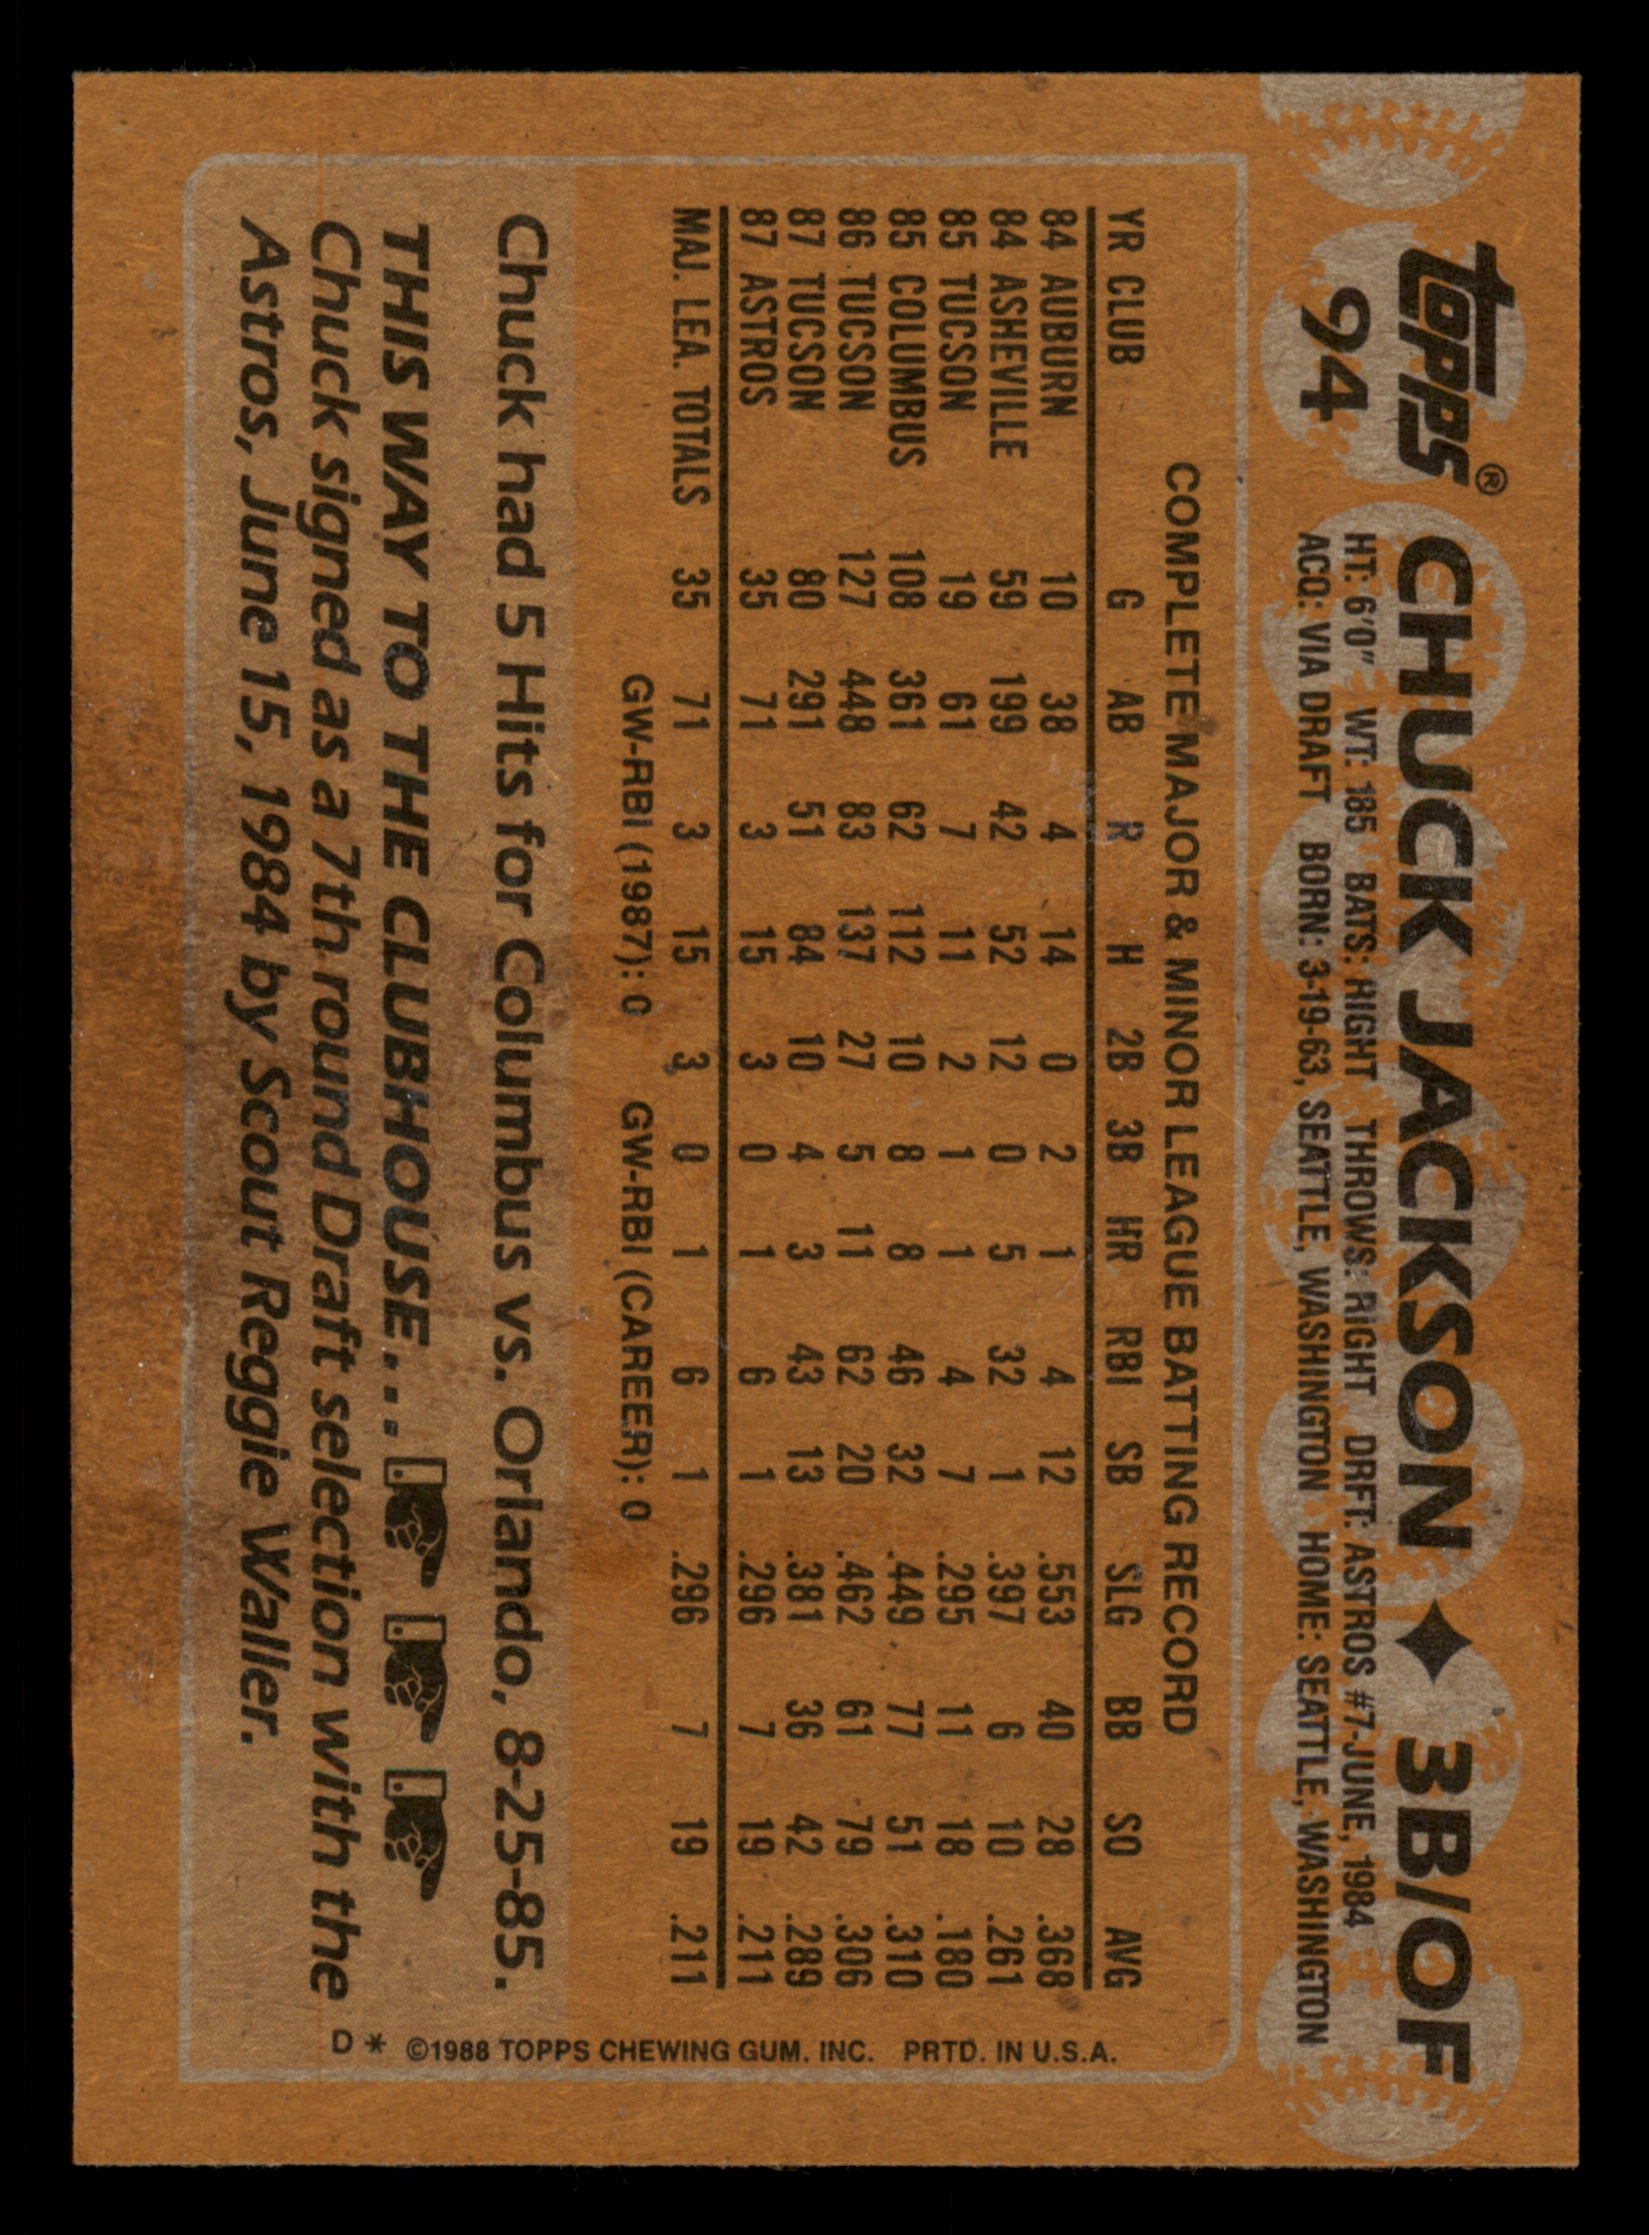 topps® CHUCK JACKSON ✦ 3B/OF
94
HT: 6'0" WT: 185 BATS: RIGHT THROWS: RIGHT DRFT: ASTROS #7-JUNE, 1984
ACQ: VIA DRAFT BORN: 3-19-63, SEATTLE, WASHINGTON HOME: SEATTLE, WASHINGTON
COMPLETE MAJOR & MINOR LEAGUE BATTING RECORD
YR CLUB G AB R H 2B 3B HR RBI SB SLG BB SO AVG
84 AUBURN 10 38 4 14 0 2 1 4 12 .553 40 28 .368
84 ASHEVILLE 59 199 42 52 12 0 5 32 1 .397 6 10 .261
85 TUCSON 19 61 7 11 2 1 1 4 7 .295 11 18 .180
85 COLUMBUS 108 361 62 112 10 8 8 46 32 .449 77 51 .310
86 TUCSON 127 448 83 137 27 5 11 62 20 .462 61 79 .306
87 TUCSON 80 291 51 84 10 4 3 43 13 .381 36 42 .289
87 ASTROS 35 71 3 15 3 0 1 6 1 .296 7 19 .211
MAJ. LEA. TOTALS 35 71 3 15 3 0 1 6 1 .296 7 19 .211
GW-RBI (1987): 0 GW-RBI (CAREER): 0
Chuck had 5 Hits for Columbus vs. Orlando, 8-25-85.
THIS WAY TO THE CLUBHOUSE...
Chuck signed as a 7th round Draft selection with the
Astros, June 15, 1984 by Scout Reggie Waller.
D * ©1988 TOPPS CHEWING GUM, INC. PRTD. IN U.S.A.